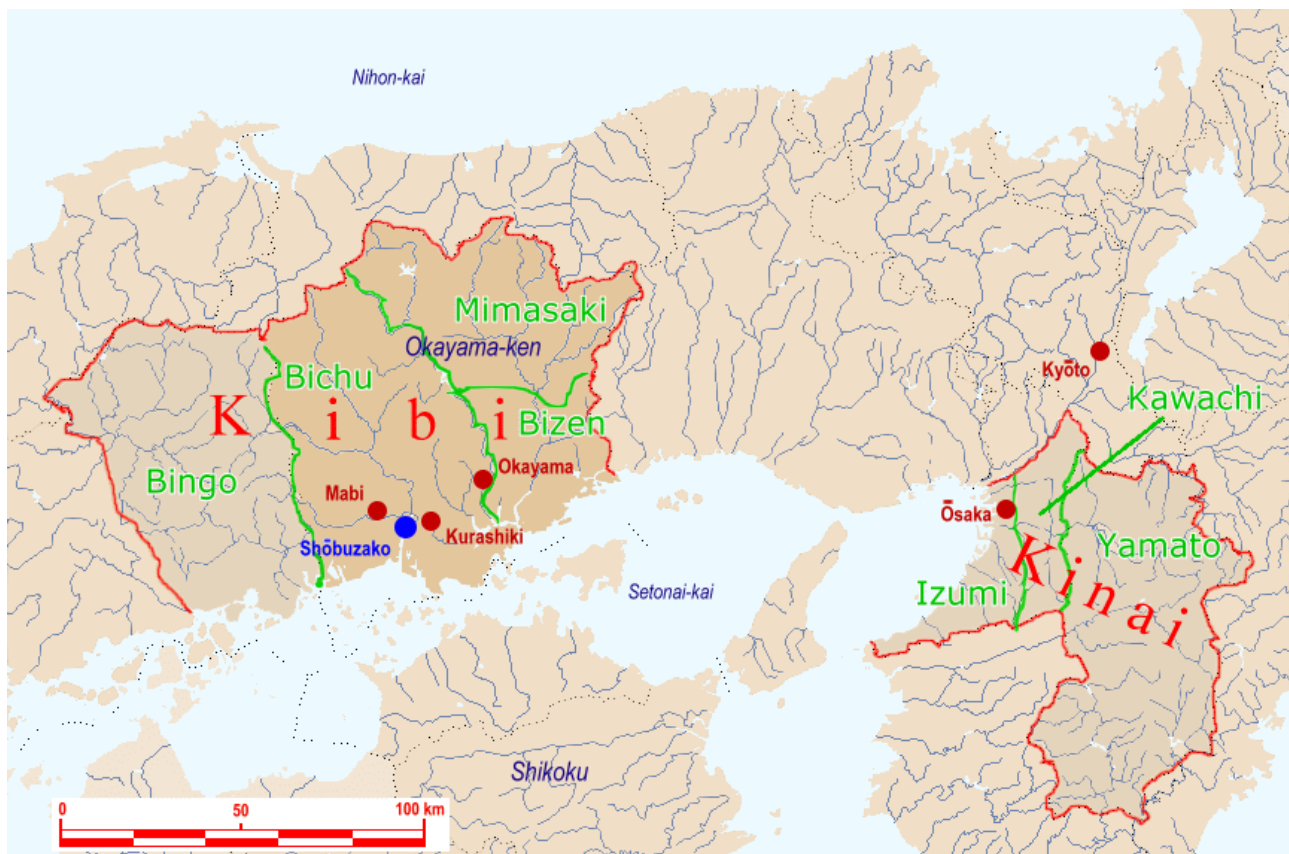 Nihon-kai
Mimasaki
Okayama-ken
Kyōto
Bichu
Kawachi
K i b i
Bizen
Okayama
Bingo
Mabi
Ōsaka
Kurashiki
Shōbuzako
Yamato
Kinai
Izumi
Setonai-kai
Shikoku
0 50 100 km